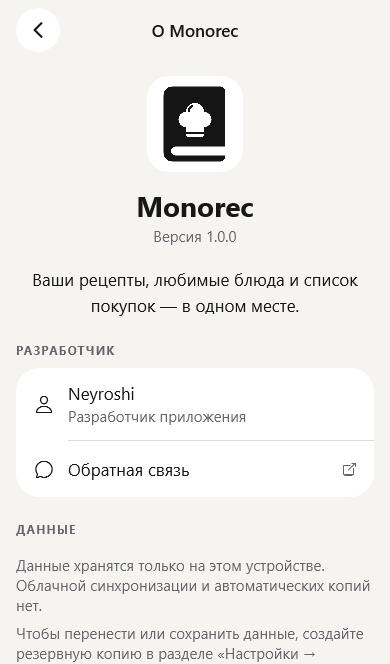 О Monorec
Monorec
Версия 1.0.0
Ваши рецепты, любимые блюда и список
покупок — в одном месте.
РАЗРАБОТЧИК
Neyroshi
Разработчик приложения
Обратная связь
ДАННЫЕ
Данные хранятся только на этом устройстве.
Облачной синхронизации и автоматических копий
нет.
Чтобы перенести или сохранить данные, создайте
резервную копию в разделе «Настройки →